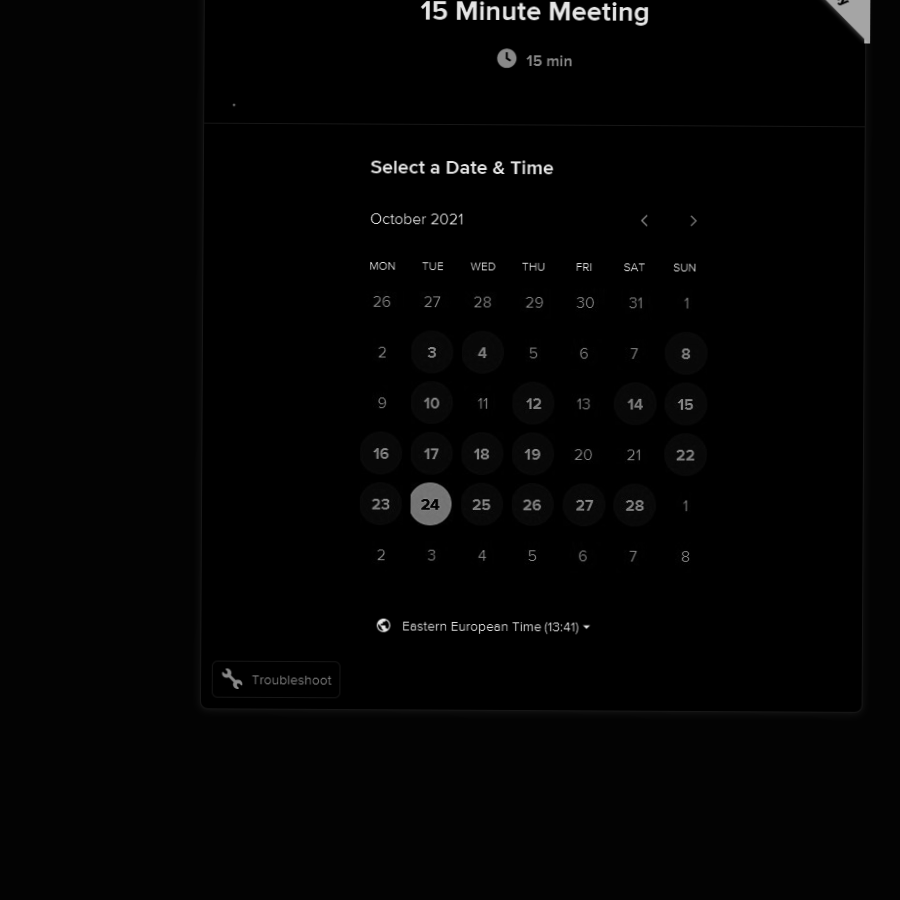 15 Minute Meeting
15 min
Select a Date & Time
October 2021
MON TUE WED THU FRI SAT SUN
26 27 28 29 30 31 1
2 3 4 5 6 7 8
9 10 11 12 13 14 15
16 17 18 19 20 21 22
23 24 25 26 27 28 1
2 3 4 5 6 7 8
Eastern European Time (13:41)
Troubleshoot